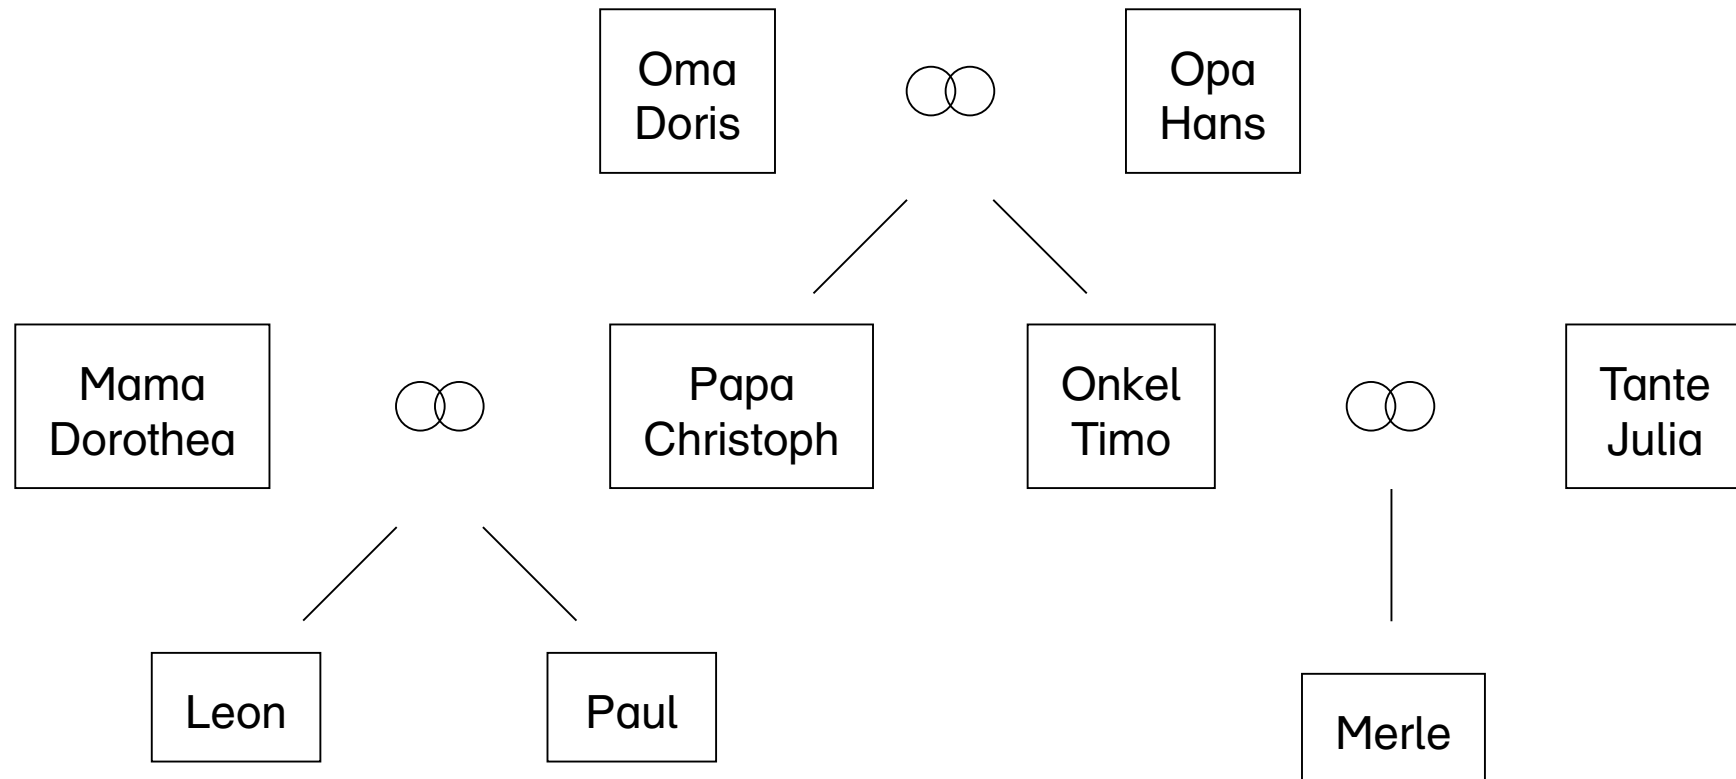 Oma
Doris
Opa
Hans
Mama
Dorothea
Papa
Christoph
Onkel
Timo
Tante
Julia
Leon
Paul
Merle